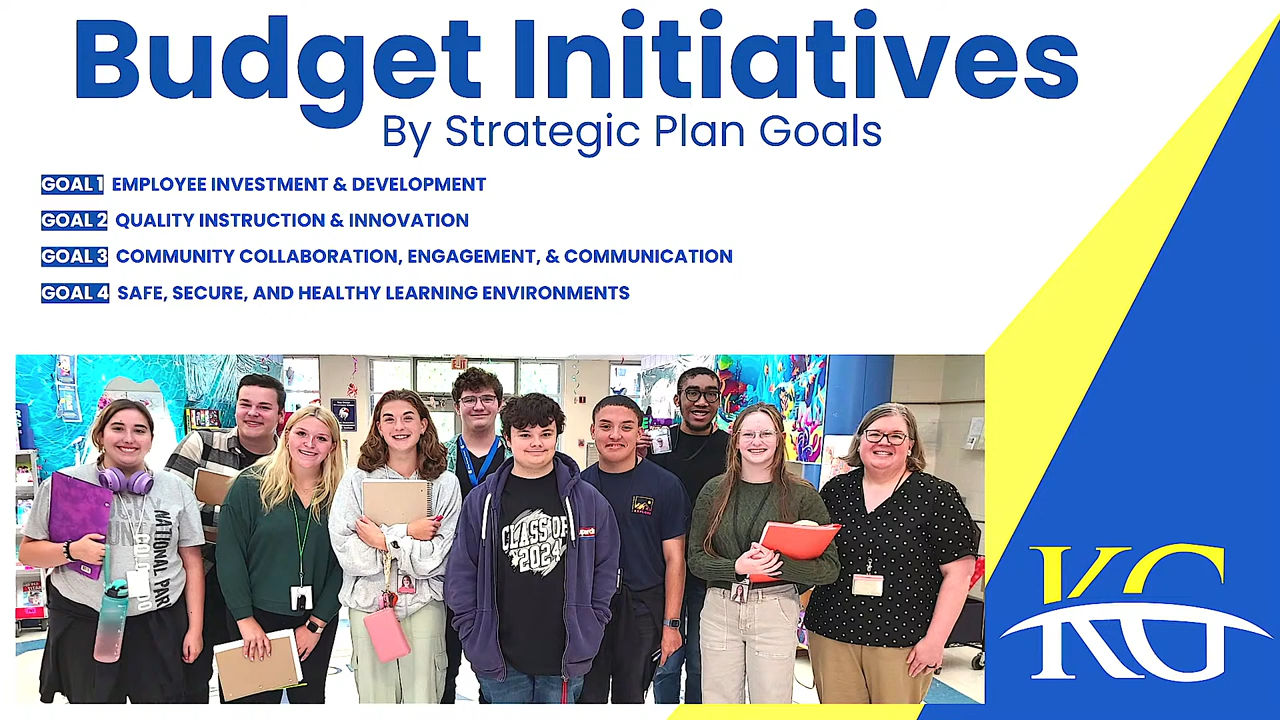 Budget Initiatives
By Strategic Plan Goals
GOAL 1 EMPLOYEE INVESTMENT & DEVELOPMENT
GOAL 2 QUALITY INSTRUCTION & INNOVATION
GOAL 3 COMMUNITY COLLABORATION, ENGAGEMENT, & COMMUNICATION
GOAL 4 SAFE, SECURE, AND HEALTHY LEARNING ENVIRONMENTS
EXIT
CLASS OF
2024
NATIONAL PARK
KG